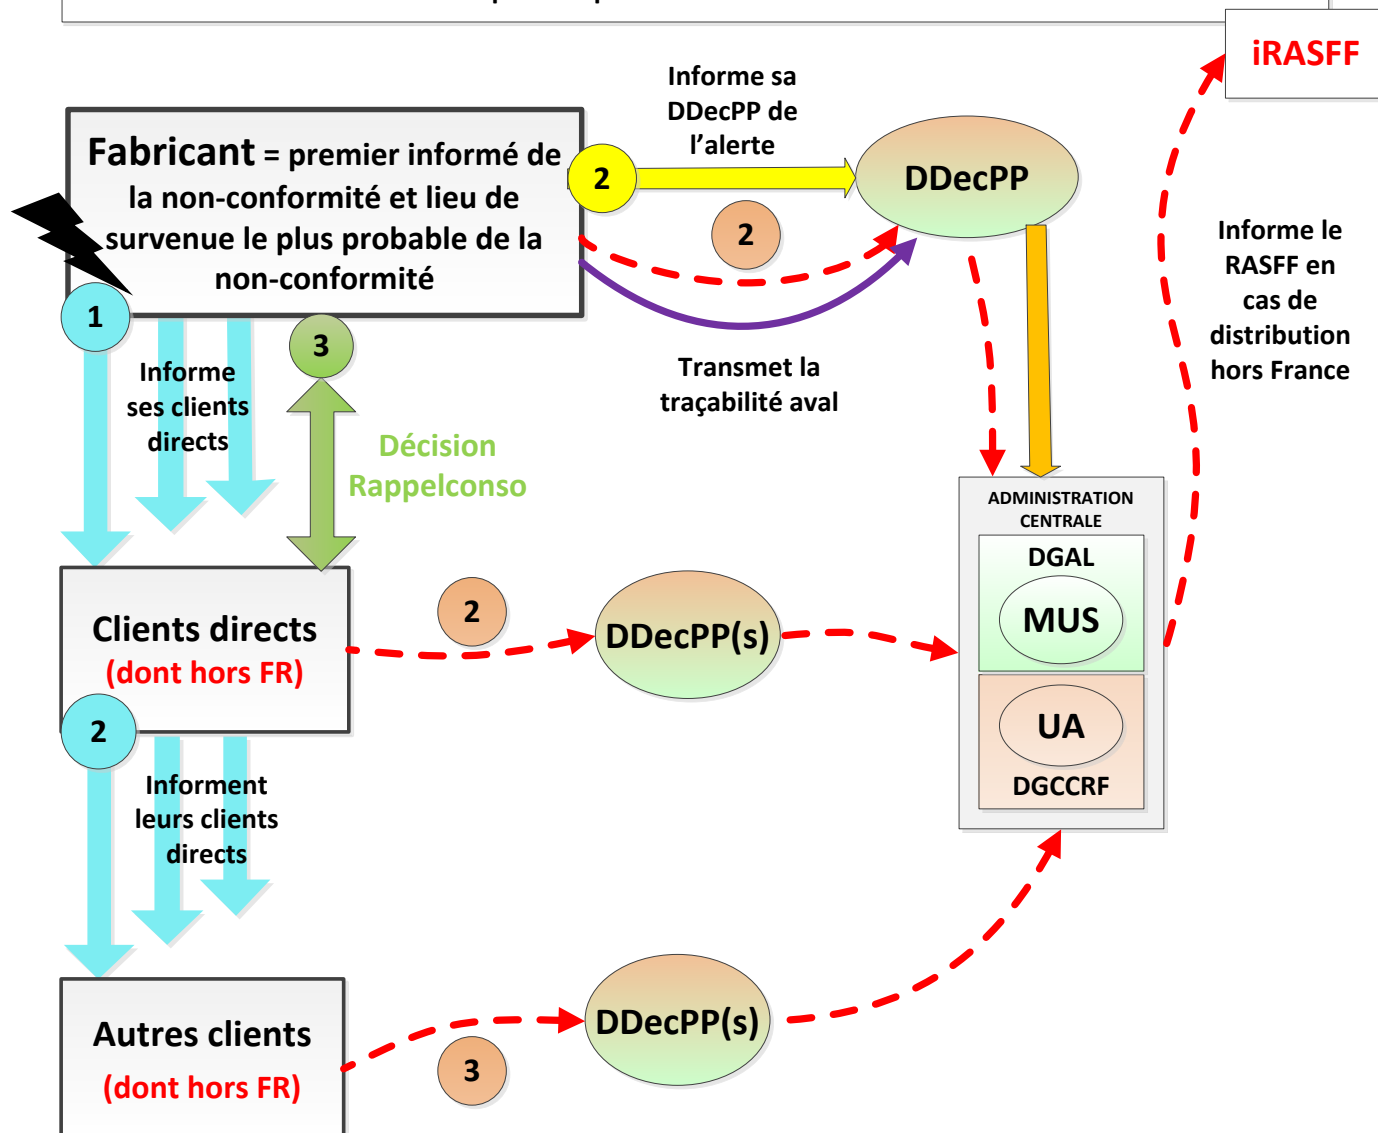 iRASFF
Informe sa
DDecPP de
l’alerte
Fabricant = premier informé de
la non-conformité et lieu de
survenue le plus probable de la
non-conformité
2
DDecPP
2
Informe le
RASFF en
cas de
distribution
hors France
1
3
Informe
ses clients
directs
Transmet la
traçabilité aval
Décision
Rappelconso
ADMINISTRATION
CENTRALE
DGAL
MUS
UA
DGCCRF
Clients directs
(dont hors FR)
2
DDecPP(s)
2
Informent
leurs clients
directs
Autres clients
(dont hors FR)
3
DDecPP(s)